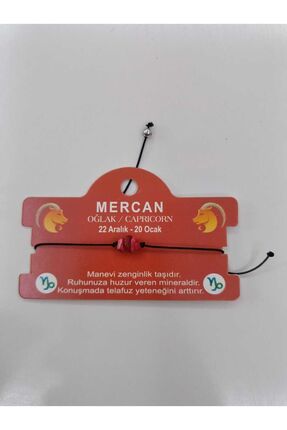 MERCAN
OĞLAK / CAPRICORN
22 Aralık - 20 Ocak
Manevi zenginlik taşıdır.
Ruhunuza huzur veren mineraldir.
Konuşmada telafuz yeteneğini arttırır.